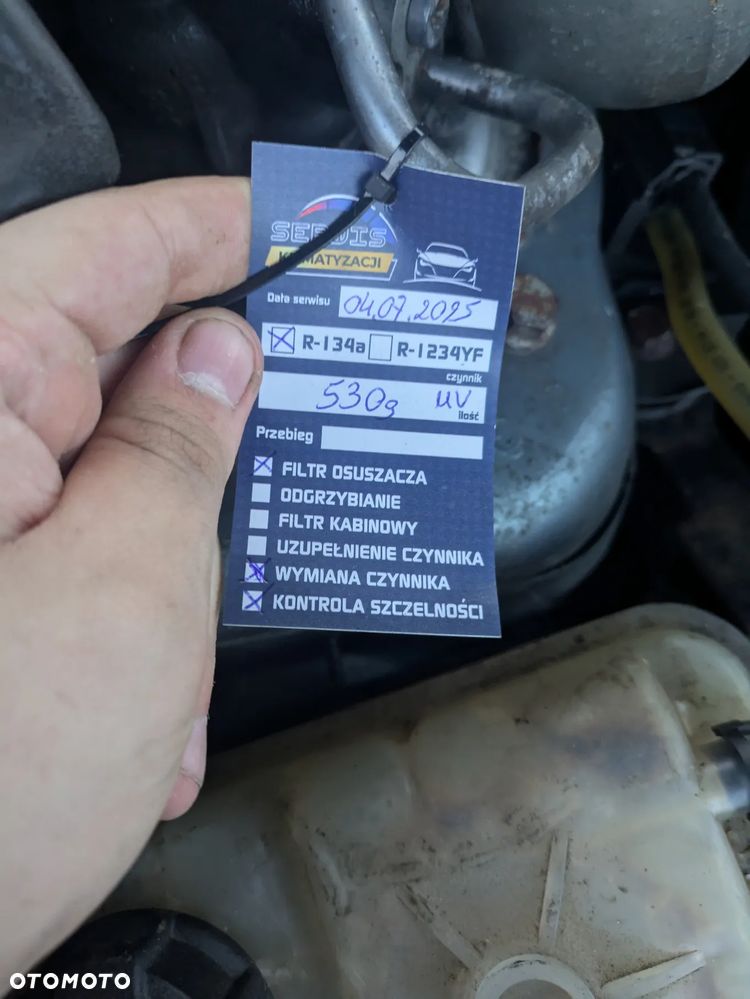 SERWIS
KLIMATYZACJI
Data serwisu 04.07.2025
R-134a R-1234YF
czynnik
530g UV
ilość
Przebieg
FILTR OSUSZACZA
ODGRZYBIANIE
FILTR KABINOWY
UZUPEŁNIENIE CZYNNIKA
WYMIANA CZYNNIKA
KONTROLA SZCZELNOŚCI
OTOMOTO